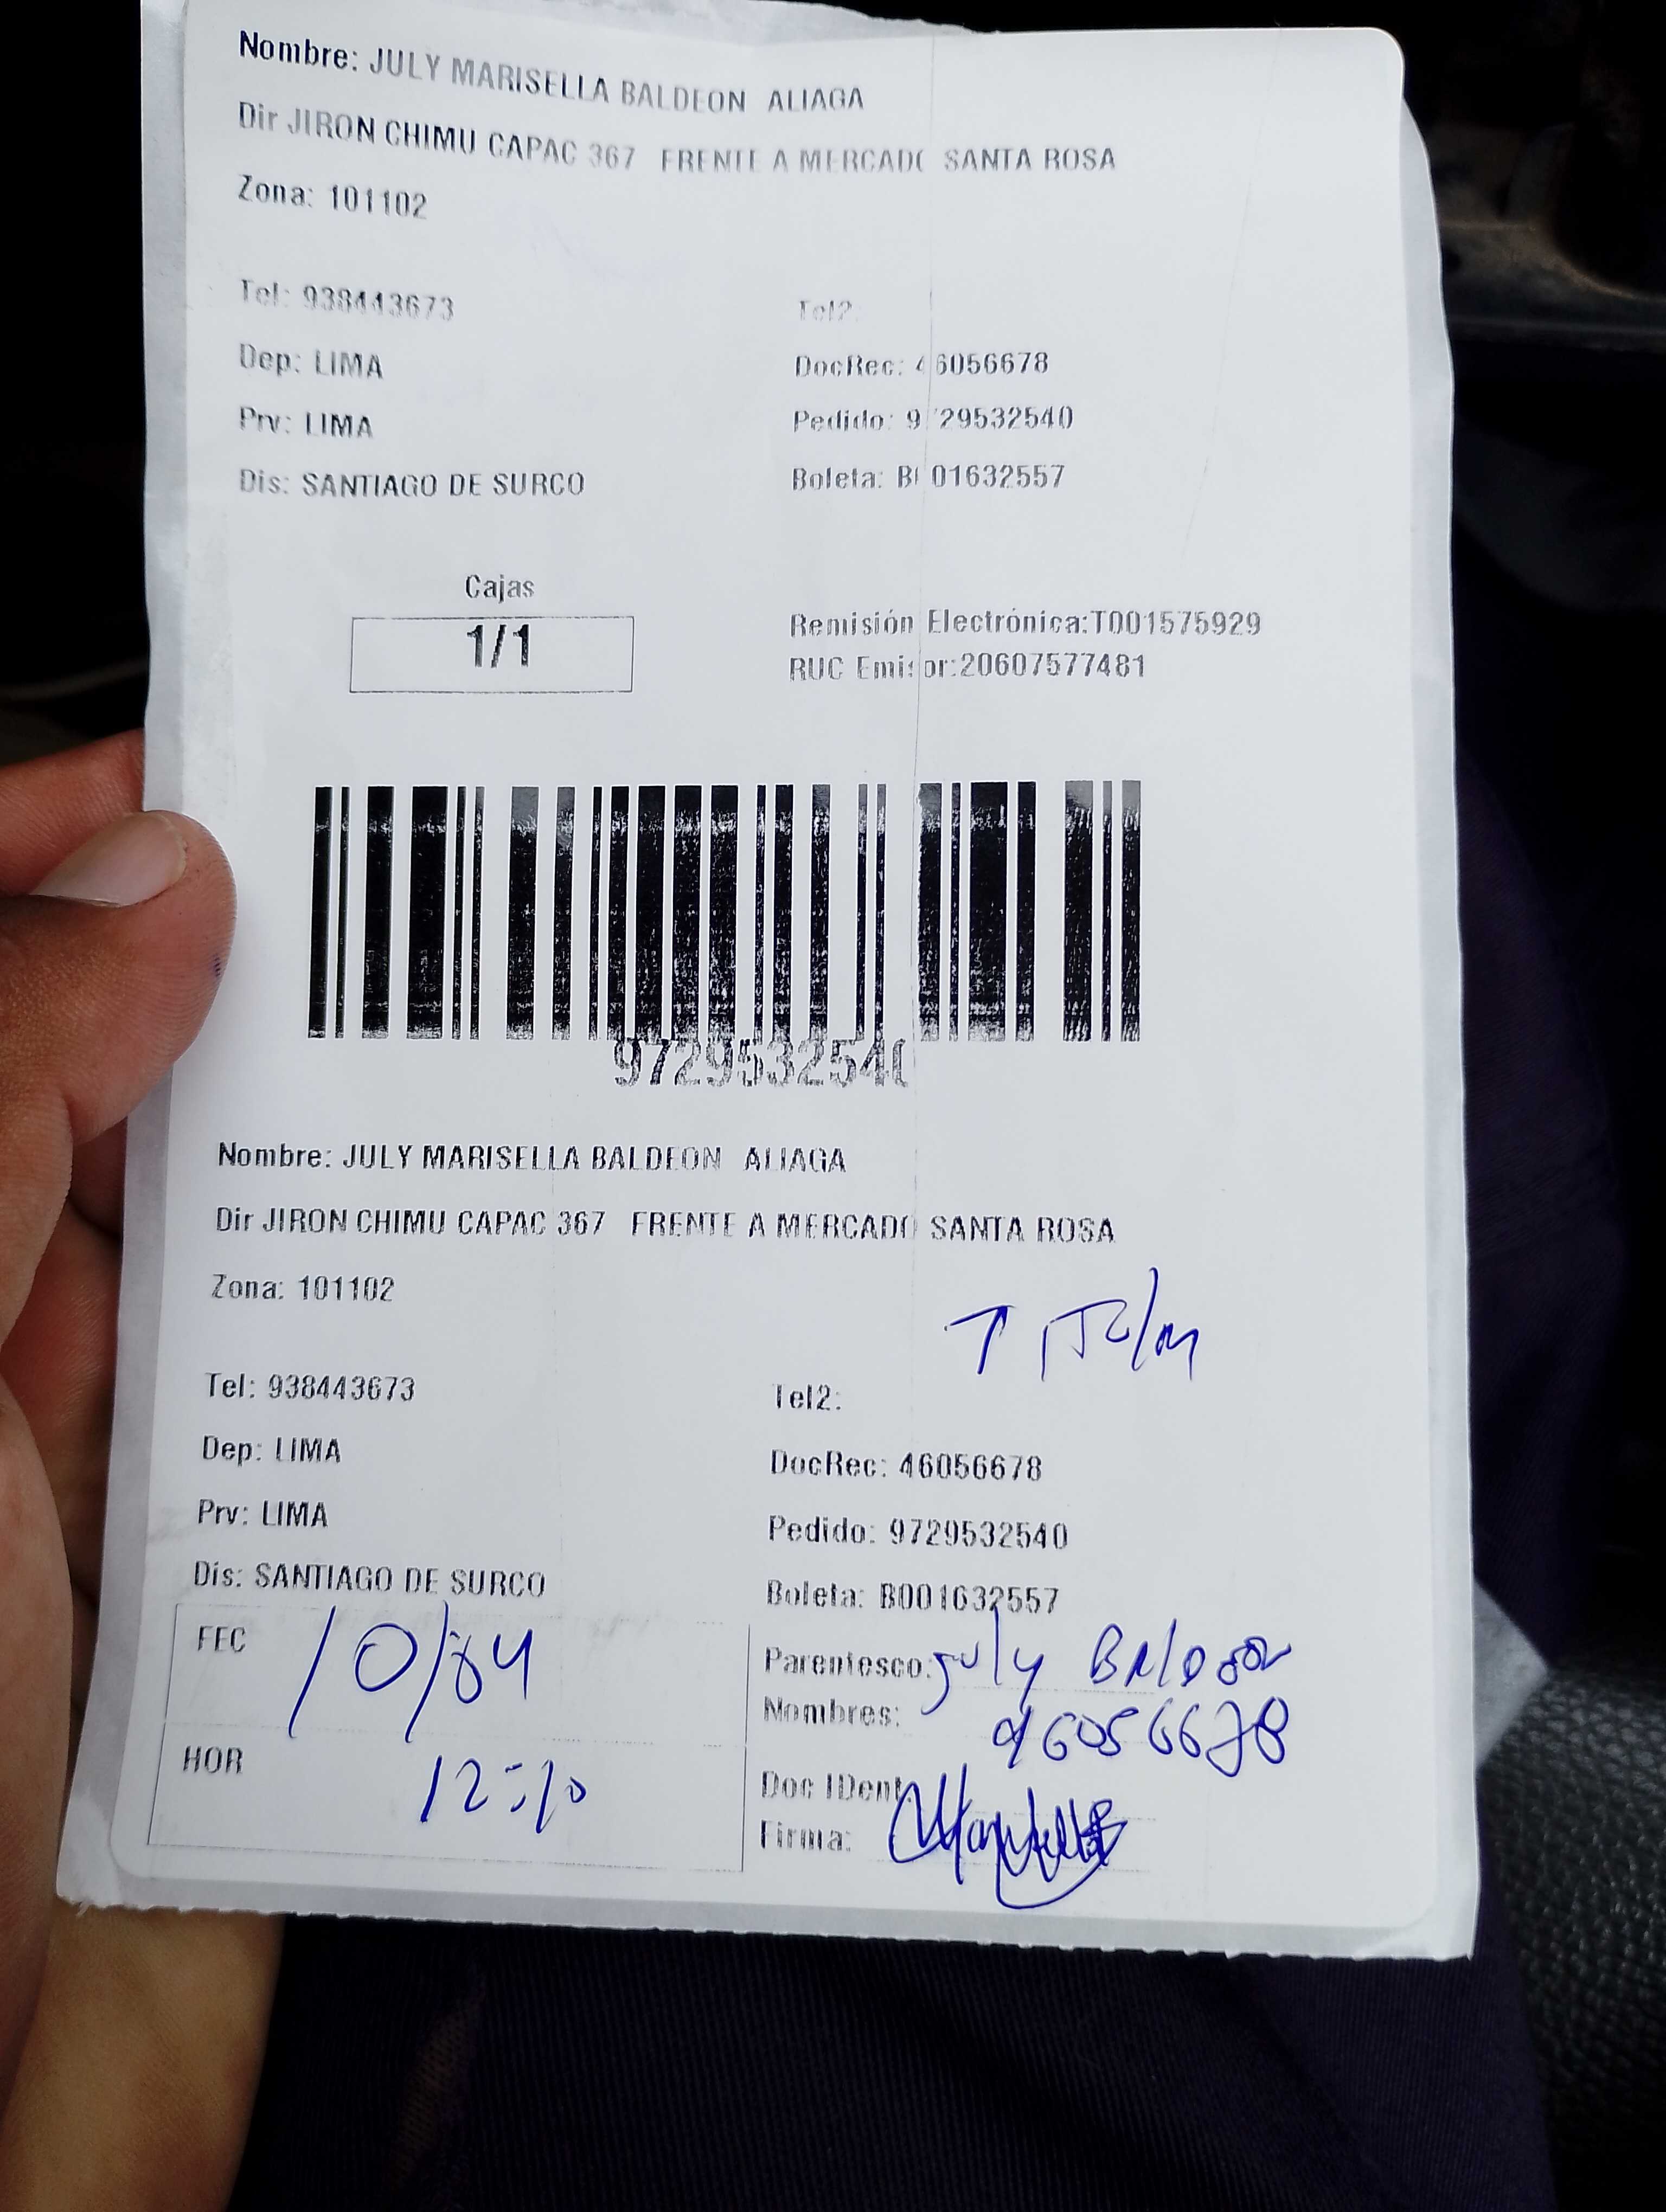 Nombre: JULY MARISELLA BALDEON ALIAGA
Dir JIRON CHIMU CAPAC 367 FRENTE A MERCADO SANTA ROSA
Zona: 101102
Tel: 938443673 Tel2:
Dep: LIMA DocRec: 46056678
Prv: LIMA Pedido: 9729532540
Dis: SANTIAGO DE SURCO Boleta: B001632557
Cajas
1/1
Remisión Electrónica:T001575929
RUC Emisor:20607577481
9729532540
Nombre: JULY MARISELLA BALDEON ALIAGA
Dir JIRON CHIMU CAPAC 367 FRENTE A MERCADO SANTA ROSA
Zona: 101102
Tel: 938443673 Tel2:
Dep: LIMA DocRec: 46056678
Prv: LIMA Pedido: 9729532540
Dis: SANTIAGO DE SURCO Boleta: B001632557
FEC 10/04 Parentesco: July Baldeon
Nombres: 46056678
HOR 12:10 Doc IDent.
Firma: